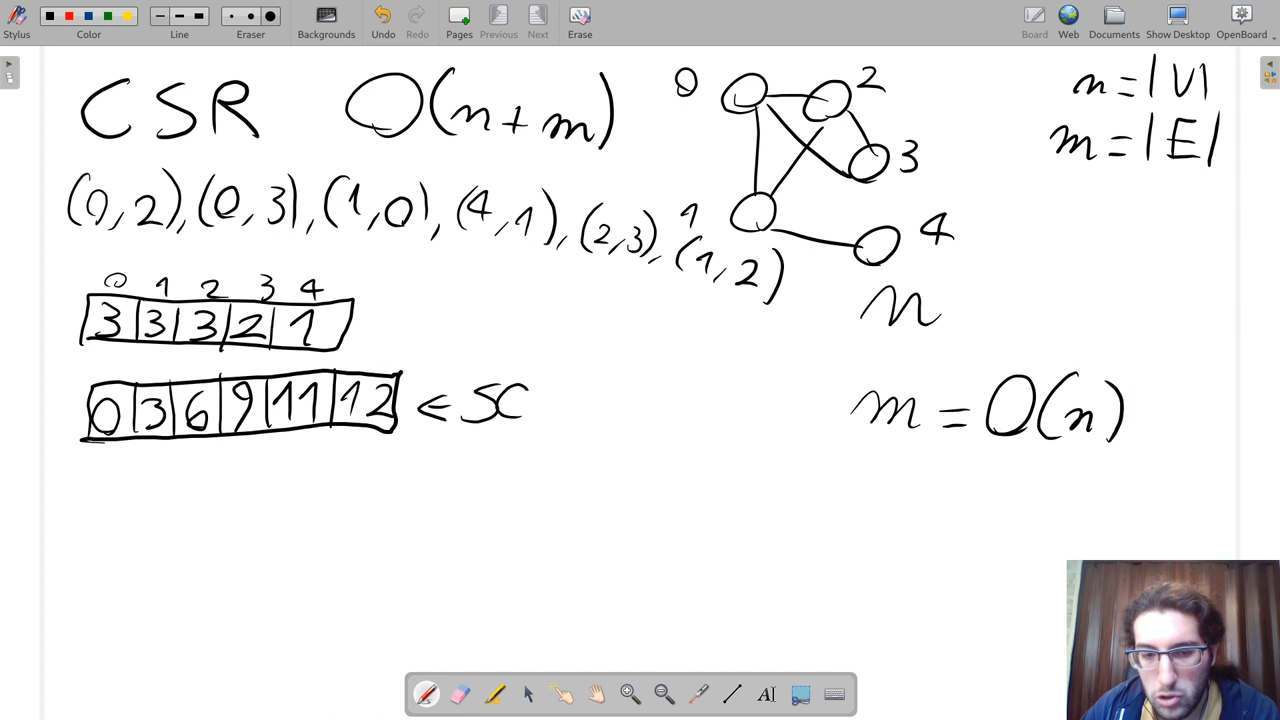 Stylus Color Line Eraser Backgrounds Undo Redo Pages Previous Next Erase Board Web Documents Show Desktop OpenBoard
CSR O(n+m)
0 2 3 1 4
n=|V|
m=|E|
(0,2),(0,3),(1,0),(4,1),(2,3),(1,2)
n
0 1 2 3 4
3 3 3 2 1
0 3 6 9 11 12 ← SC
m = O(n)
AI